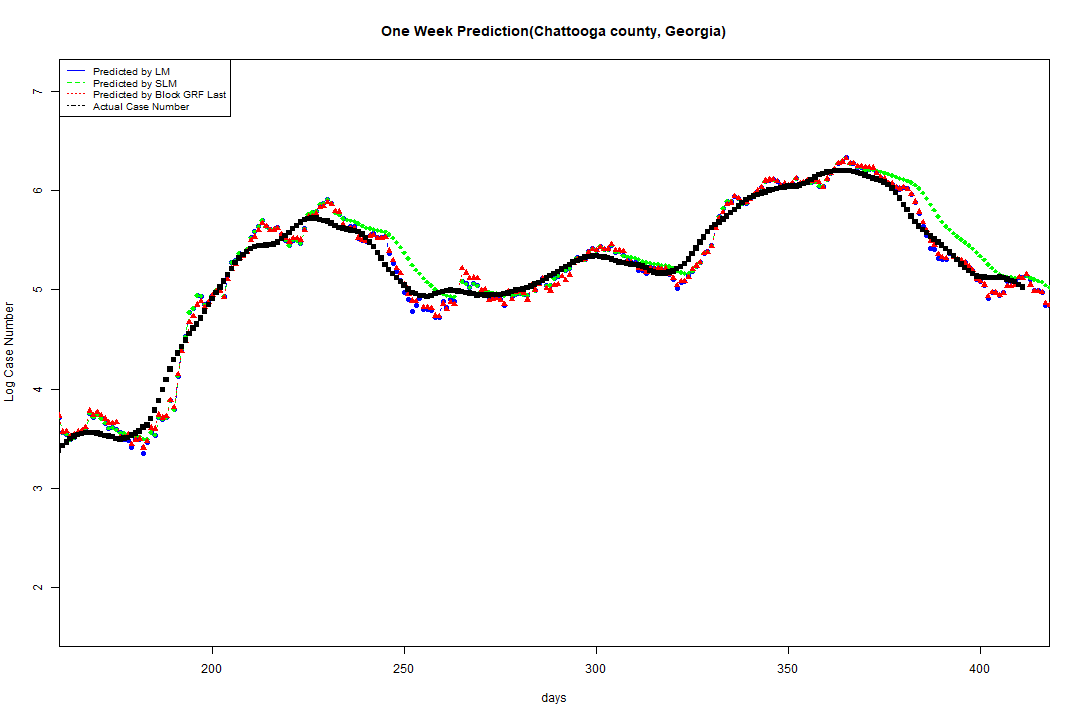 One Week Prediction(Chattooga county, Georgia)
Predicted by LM
Predicted by SLM
Predicted by Block GRF Last
Actual Case Number
7
6
5
4
3
2
Log Case Number
200 250 300 350 400
days